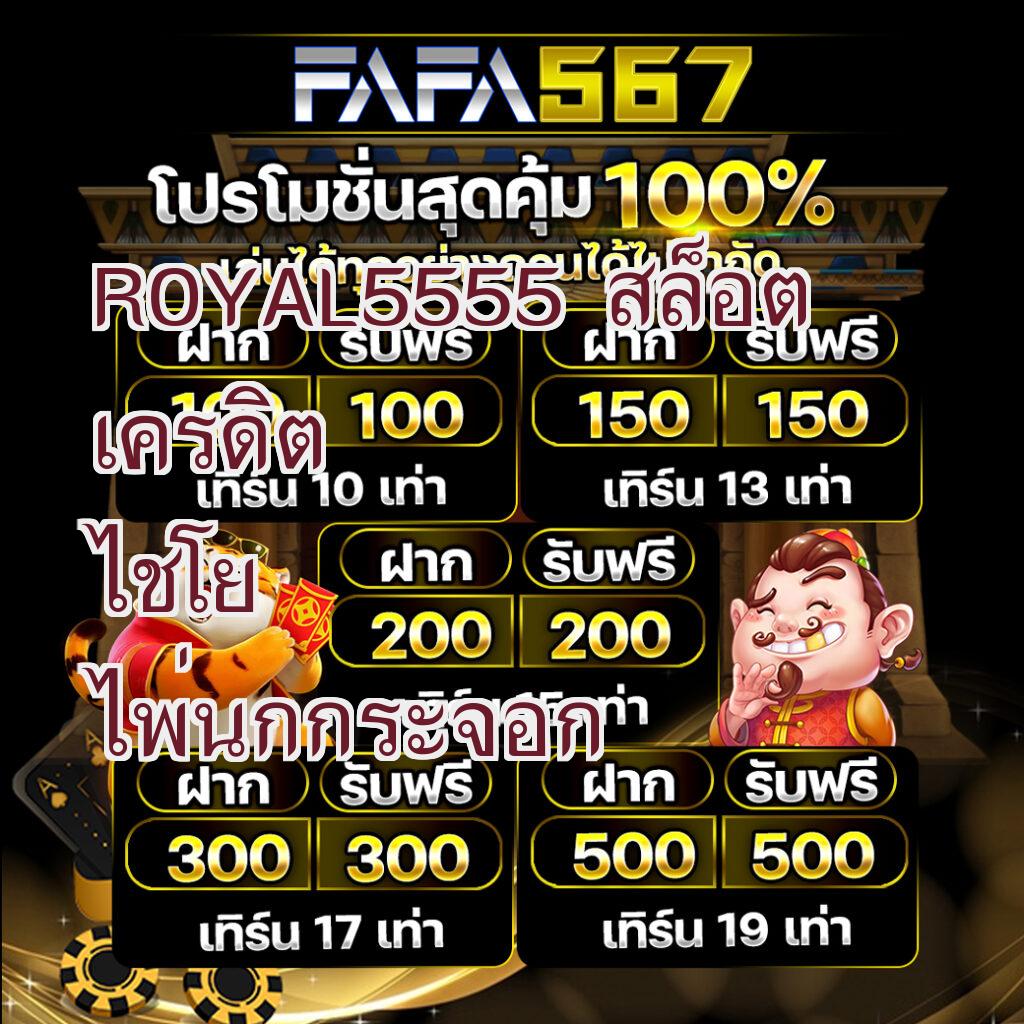 FAFA567
โปรโมชั่นสุดคุ้ม 100%
ROYAL5555 สล็อต
ฝาก รับฟรี ฝาก รับฟรี
100 150 150
เครดิต
เทิร์น 10 เท่า เทิร์น 13 เท่า
ไชโย
ฝาก รับฟรี
200 200
ไพ่นกกระจอก
เท่า
ฝาก รับฟรี ฝาก รับฟรี
300 300 500 500
เทิร์น 17 เท่า เทิร์น 19 เท่า